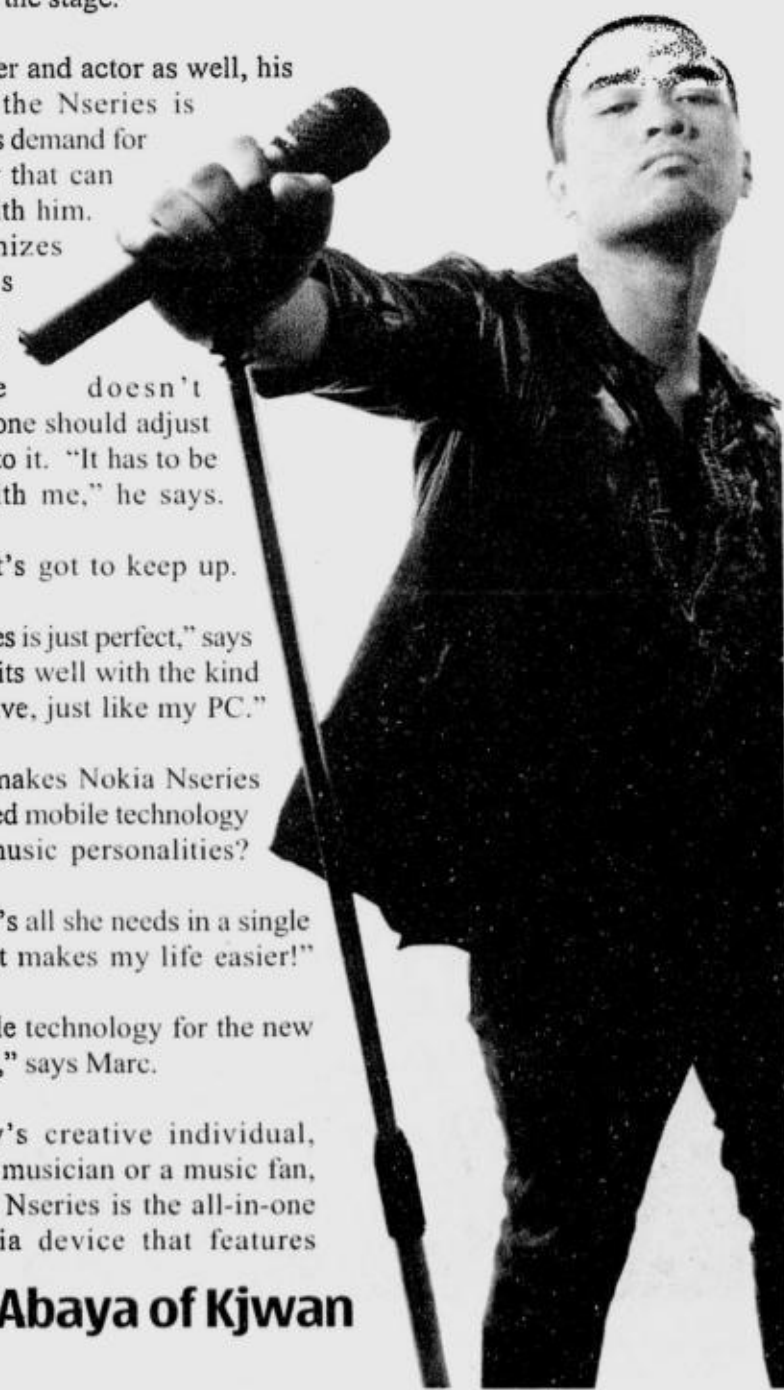 the stage.
er and actor as well, his
the Nseries is
s demand for
that can
th him.
nizes
s
e doesn't
one should adjust
to it. “It has to be
ith me,” he says.
t's got to keep up.
es is just perfect,” says
its well with the kind
ve, just like my PC.”
makes Nokia Nseries
ed mobile technology
music personalities?
's all she needs in a single
t makes my life easier!”
le technology for the new
,” says Marc.
y's creative individual,
musician or a music fan,
Nseries is the all-in-one
ia device that features
Abaya of Kjwan